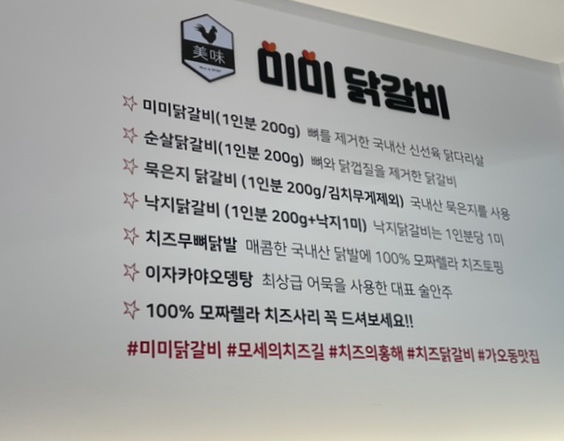 美味
미미 닭갈비
☆ 미미닭갈비(1인분 200g) 뼈를 제거한 국내산 신선육 닭다리살
☆ 순살닭갈비(1인분 200g) 뼈와 닭껍질을 제거한 닭갈비
☆ 묵은지 닭갈비 (1인분 200g/김치무게제외) 국내산 묵은지를 사용
☆ 낙지닭갈비 (1인분 200g+낙지1미) 낙지닭갈비는 1인분당 1미
☆ 치즈무뼈닭발 매콤한 국내산 닭발에 100% 모짜렐라 치즈토핑
☆ 이자카야오뎅탕 최상급 어묵을 사용한 대표 술안주
☆ 100% 모짜렐라 치즈사리 꼭 드셔보세요!!
#미미닭갈비 #모세의치즈길 #치즈의홍해 #치즈닭갈비 #가오동맛집